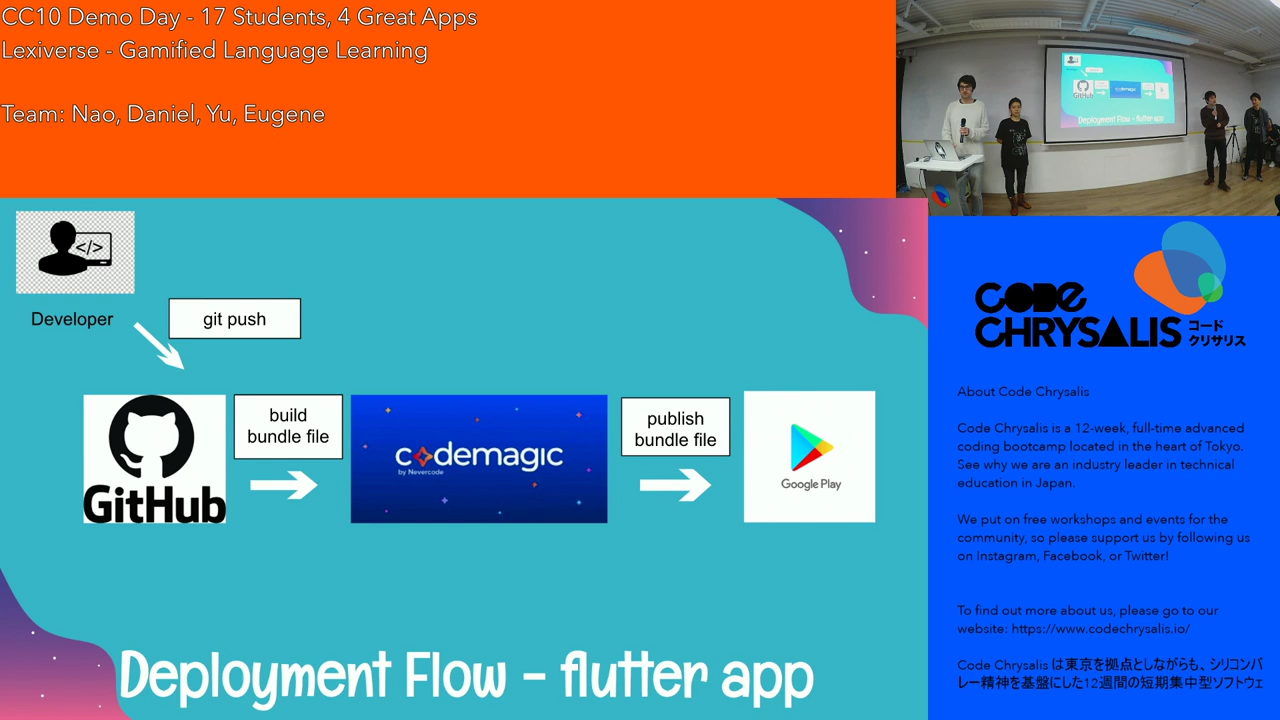 CC10 Demo Day - 17 Students, 4 Great Apps
Lexiverse - Gamified Language Learning
Team: Nao, Daniel, Yu, Eugene
GitHub
codemagic
Deployment Flow - flutter app
</>
Developer
git push
GitHub
build
bundle file
codemagic
by Nevercode
publish
bundle file
Google Play
Deployment Flow - flutter app
CODE
CHRYSALIS
コード
クリサリス
About Code Chrysalis
Code Chrysalis is a 12-week, full-time advanced
coding bootcamp located in the heart of Tokyo.
See why we are an industry leader in technical
education in Japan.
We put on free workshops and events for the
community, so please support us by following us
on Instagram, Facebook, or Twitter!
To find out more about us, please go to our
website: https://www.codechrysalis.io/
Code Chrysalis は東京を拠点としながらも、シリコンバ
レー精神を基盤にした12週間の短期集中型ソフトウェ